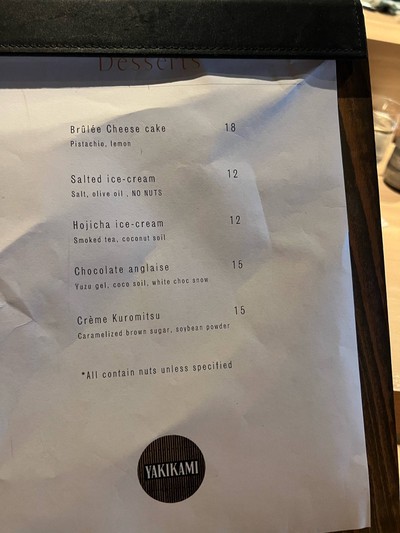 Desserts
Brûlée Cheese cake 18
Pistachio, lemon
Salted ice-cream 12
Salt, olive oil , NO NUTS
Hojicha ice-cream 12
Smoked tea, coconut soil
Chocolate anglaise 15
Yuzu gel, coco soil, white choc snow
Crème Kuromitsu 15
Caramelized brown sugar, soybean powder
*All contain nuts unless specified
YAKIKAMI